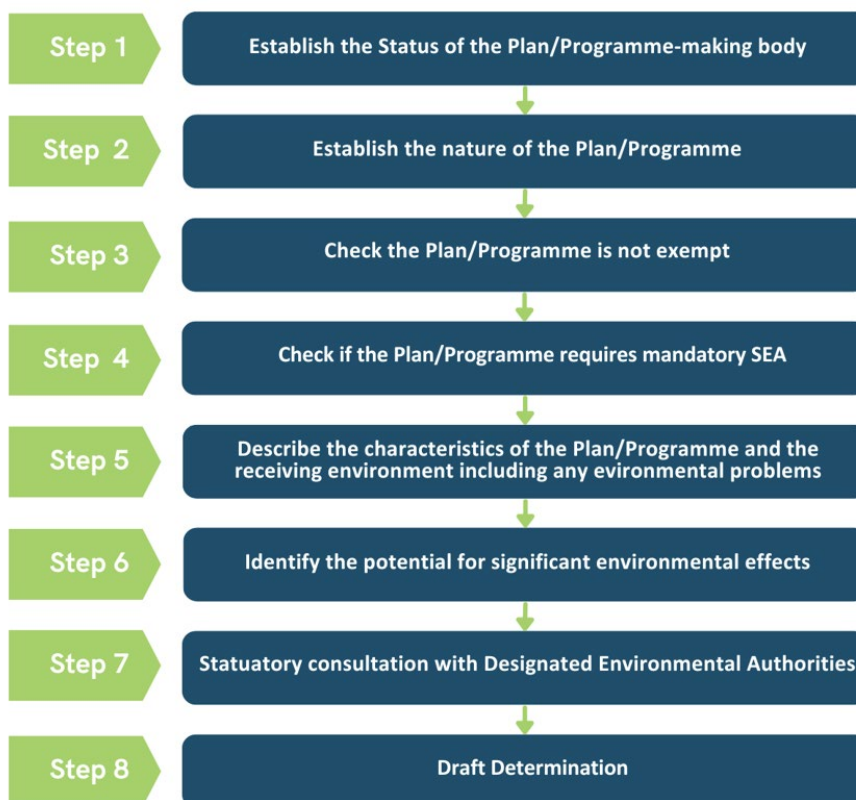 Step 1
Establish the Status of the Plan/Programme-making body
Step 2
Establish the nature of the Plan/Programme
Step 3
Check the Plan/Programme is not exempt
Step 4
Check if the Plan/Programme requires mandatory SEA
Step 5
Describe the characteristics of the Plan/Programme and the
receiving environment including any evironmental problems
Step 6
Identify the potential for significant environmental effects
Step 7
Statuatory consultation with Designated Environmental Authorities
Step 8
Draft Determination